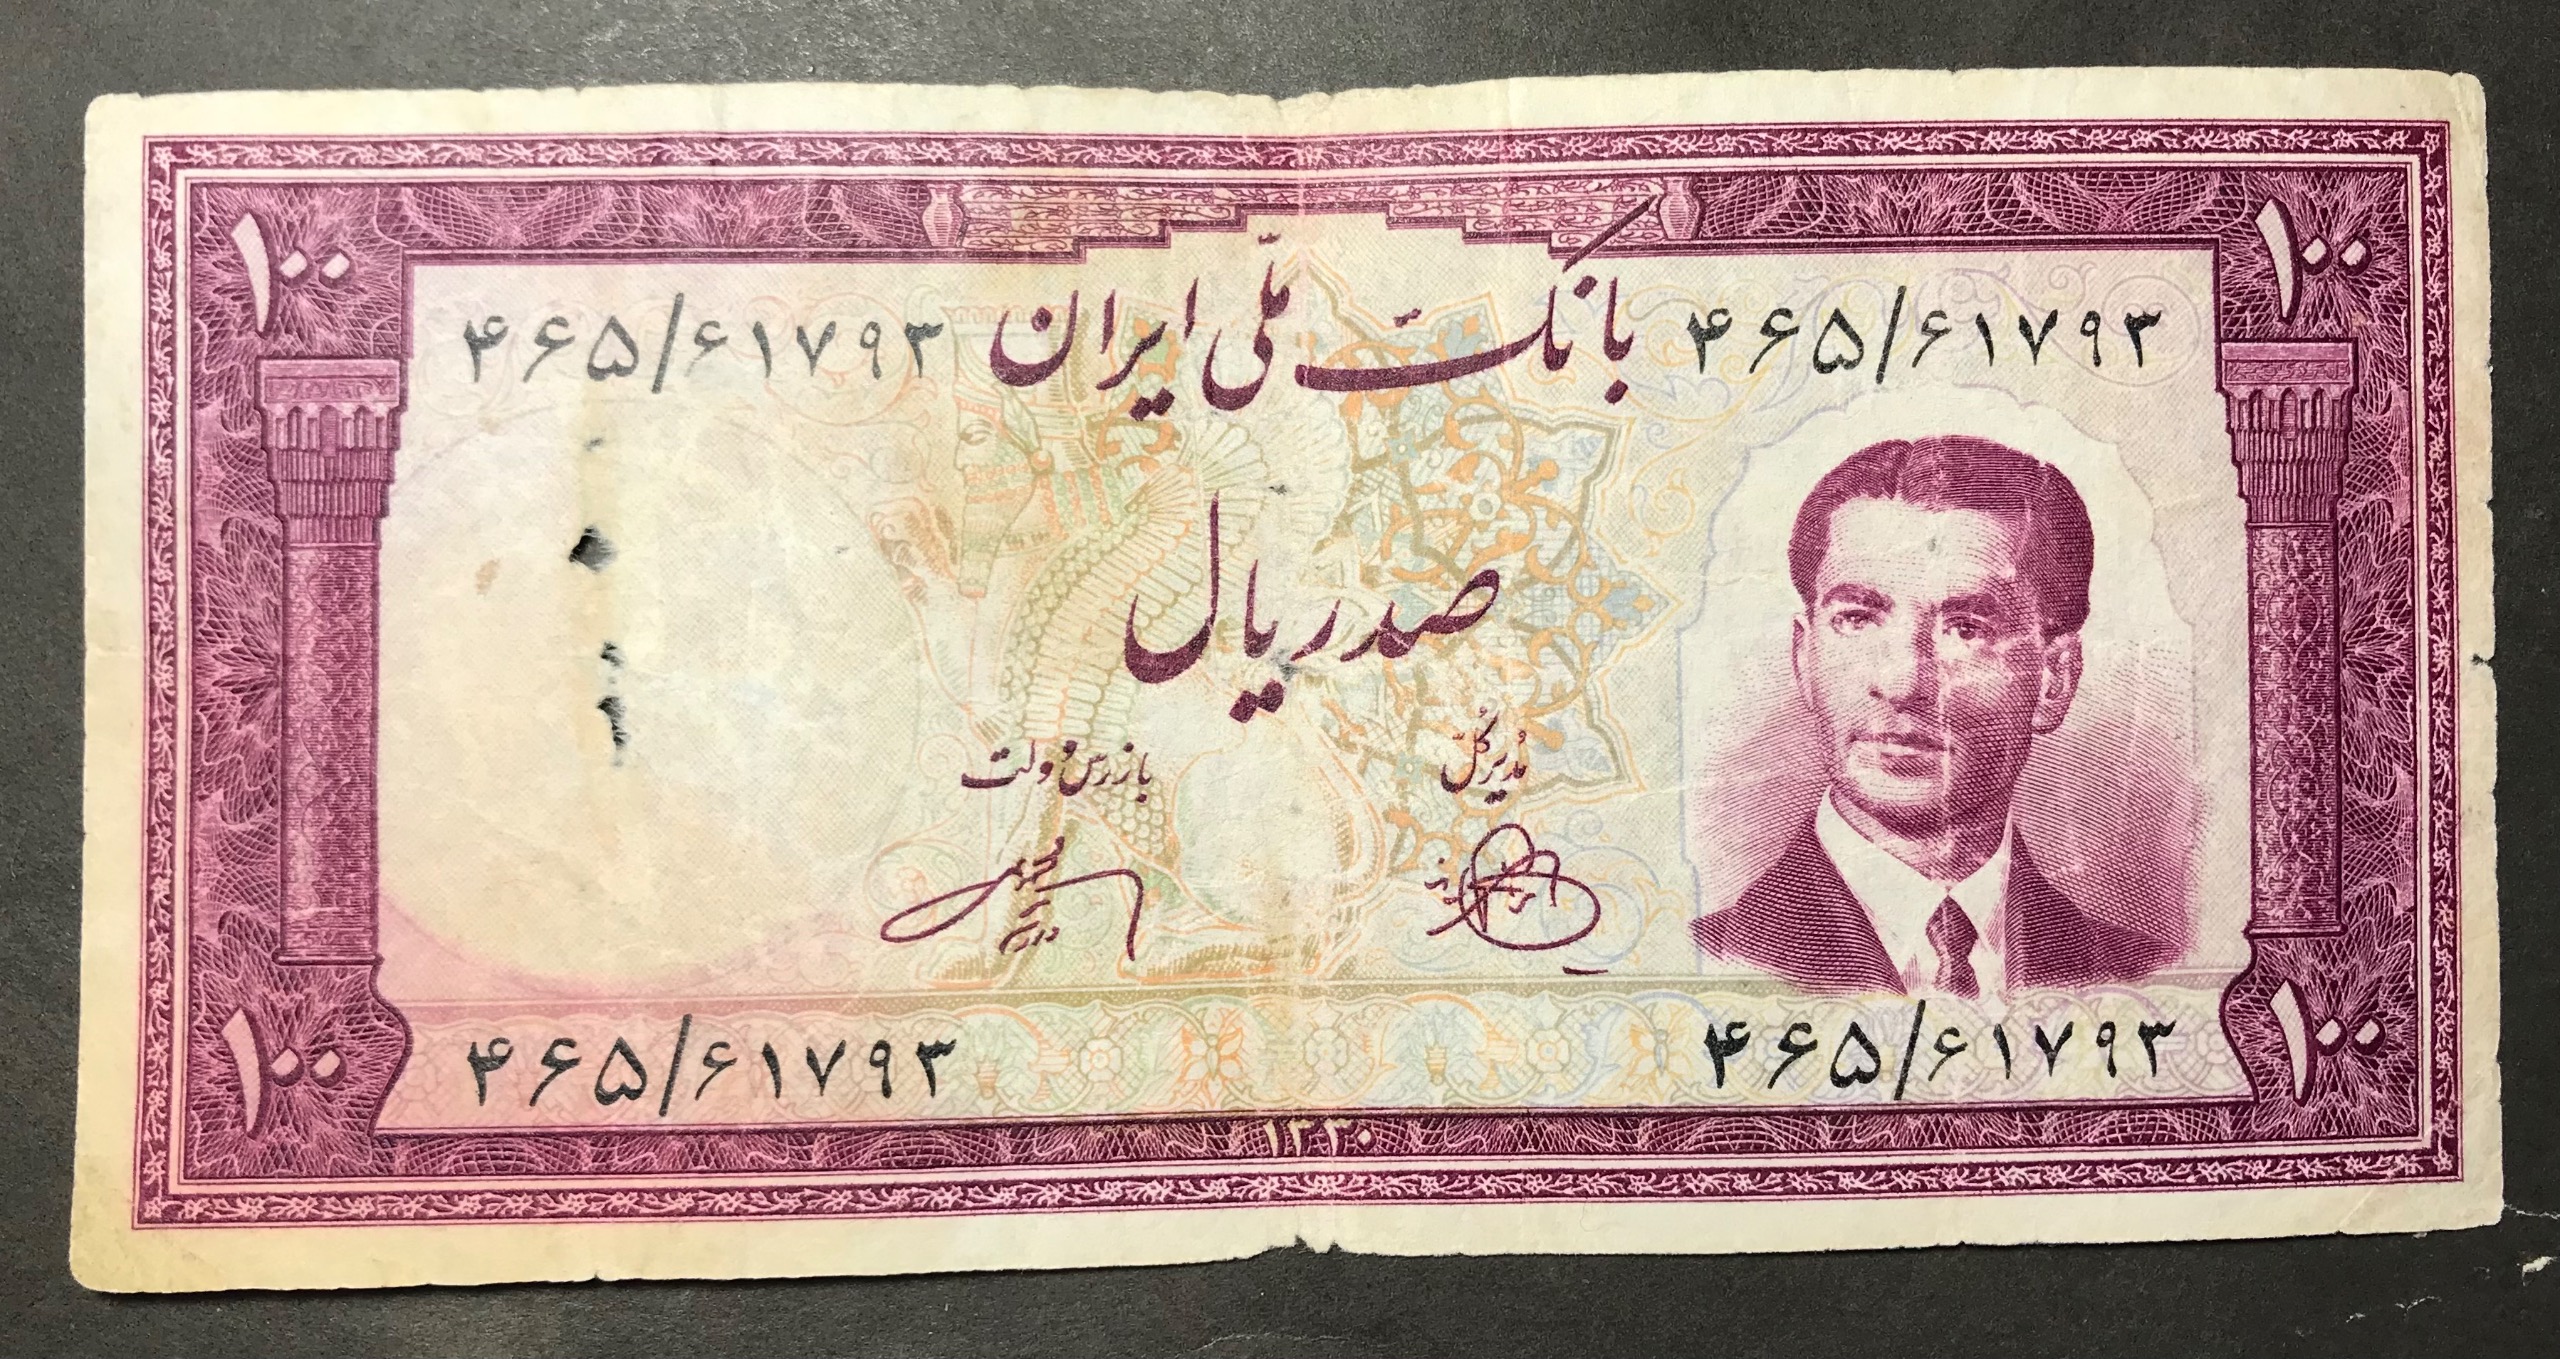 ۱۰۰ ۱۰۰
۴۶۵/۶۱۷۹۳ بانک ملّی ایران ۴۶۵/۶۱۷۹۳
صد ریال
مدیر کل
بازرس دولت
۴۶۵/۶۱۷۹۳ ۴۶۵/۶۱۷۹۳
۱۰۰ ۱۰۰
۱۳۳۰